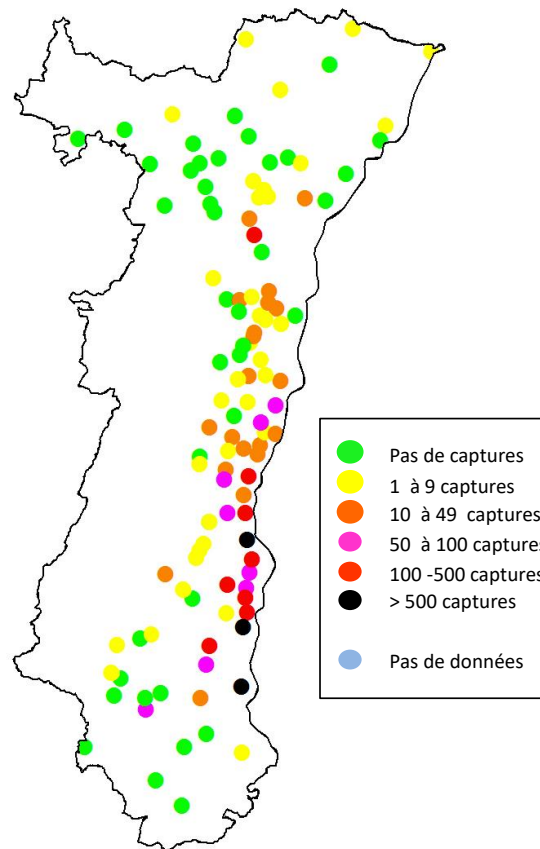 Pas de captures
1 à 9 captures
10 à 49 captures
50 à 100 captures
100 -500 captures
> 500 captures
Pas de données